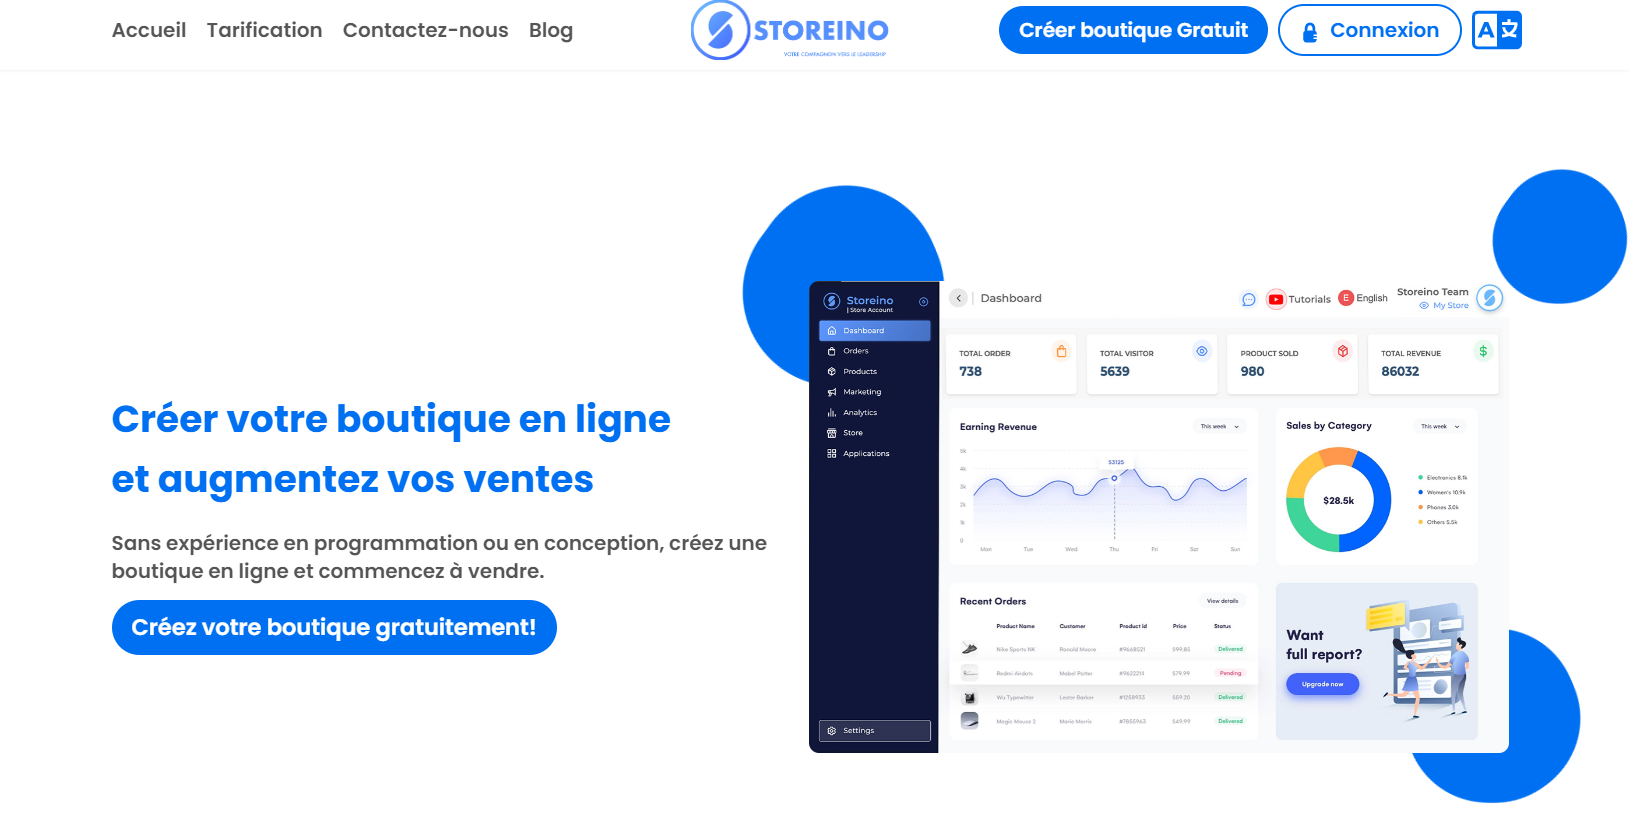 Accueil Tarification Contactez-nous Blog
STOREINO
VOTRE COMPAGNON VERS LE LEADERSHIP
Créer boutique Gratuit
Connexion
A
Créer votre boutique en ligne
et augmentez vos ventes
Sans expérience en programmation ou en conception, créez une
boutique en ligne et commencez à vendre.
Créez votre boutique gratuitement!
Storeino
| Store Account
Dashboard
Orders
Products
Marketing
Analytics
Store
Applications
Settings
Dashboard
Tutorials
E English
Storeino Team
My Store
TOTAL ORDER
738
TOTAL VISITOR
5639
PRODUCT SOLD
980
TOTAL REVENUE
86032
Earning Revenue
This week
5k
4k
3k
2k
1k
0
$3125
Mon Tue Wed Thu Fri Sat Sun
Sales by Category
This week
$28.5k
Electronics 8.1k
Women's 10.9k
Phones 3.0k
Others 5.5k
Recent Orders
View details
Product Name Customer Product id Price Status
Nike Sports NK Ronald Moore #9668521 $99.85 Delivered
Redmi Airdots Mabel Porter #9622214 $79.99 Pending
Wu Typewriter Lester Barker #1258933 $59.20 Delivered
Magic Mouse 2 Maria Morris #7855963 $49.99 Delivered
Want
full report?
Upgrade now